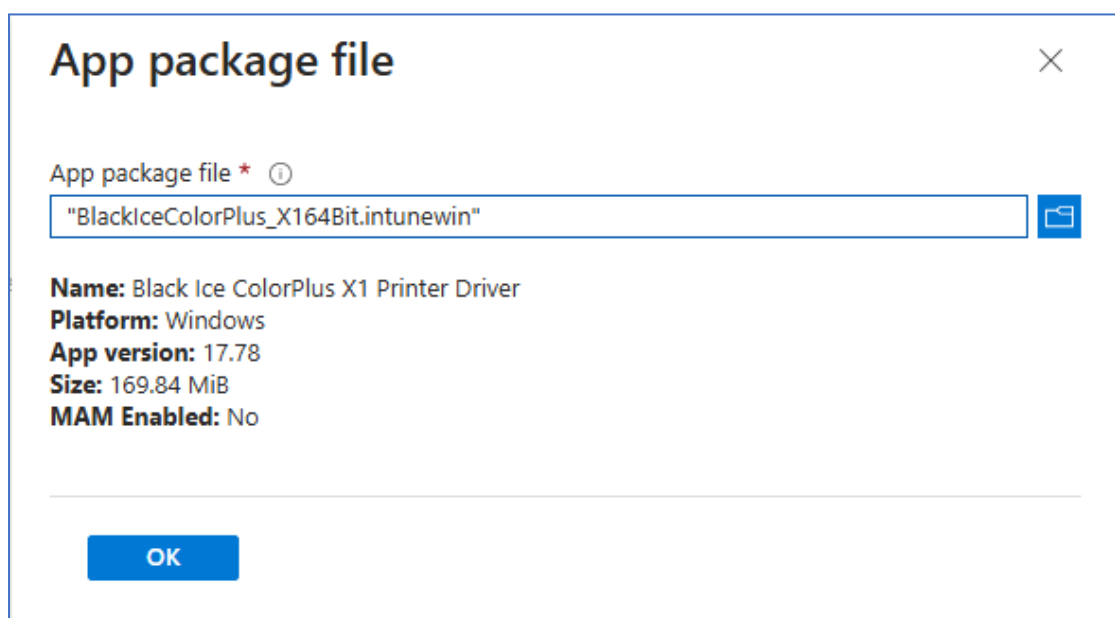 App package file
App package file *
"BlackIceColorPlus_X164Bit.intunewin"
Name: Black Ice ColorPlus X1 Printer Driver
Platform: Windows
App version: 17.78
Size: 169.84 MiB
MAM Enabled: No
OK